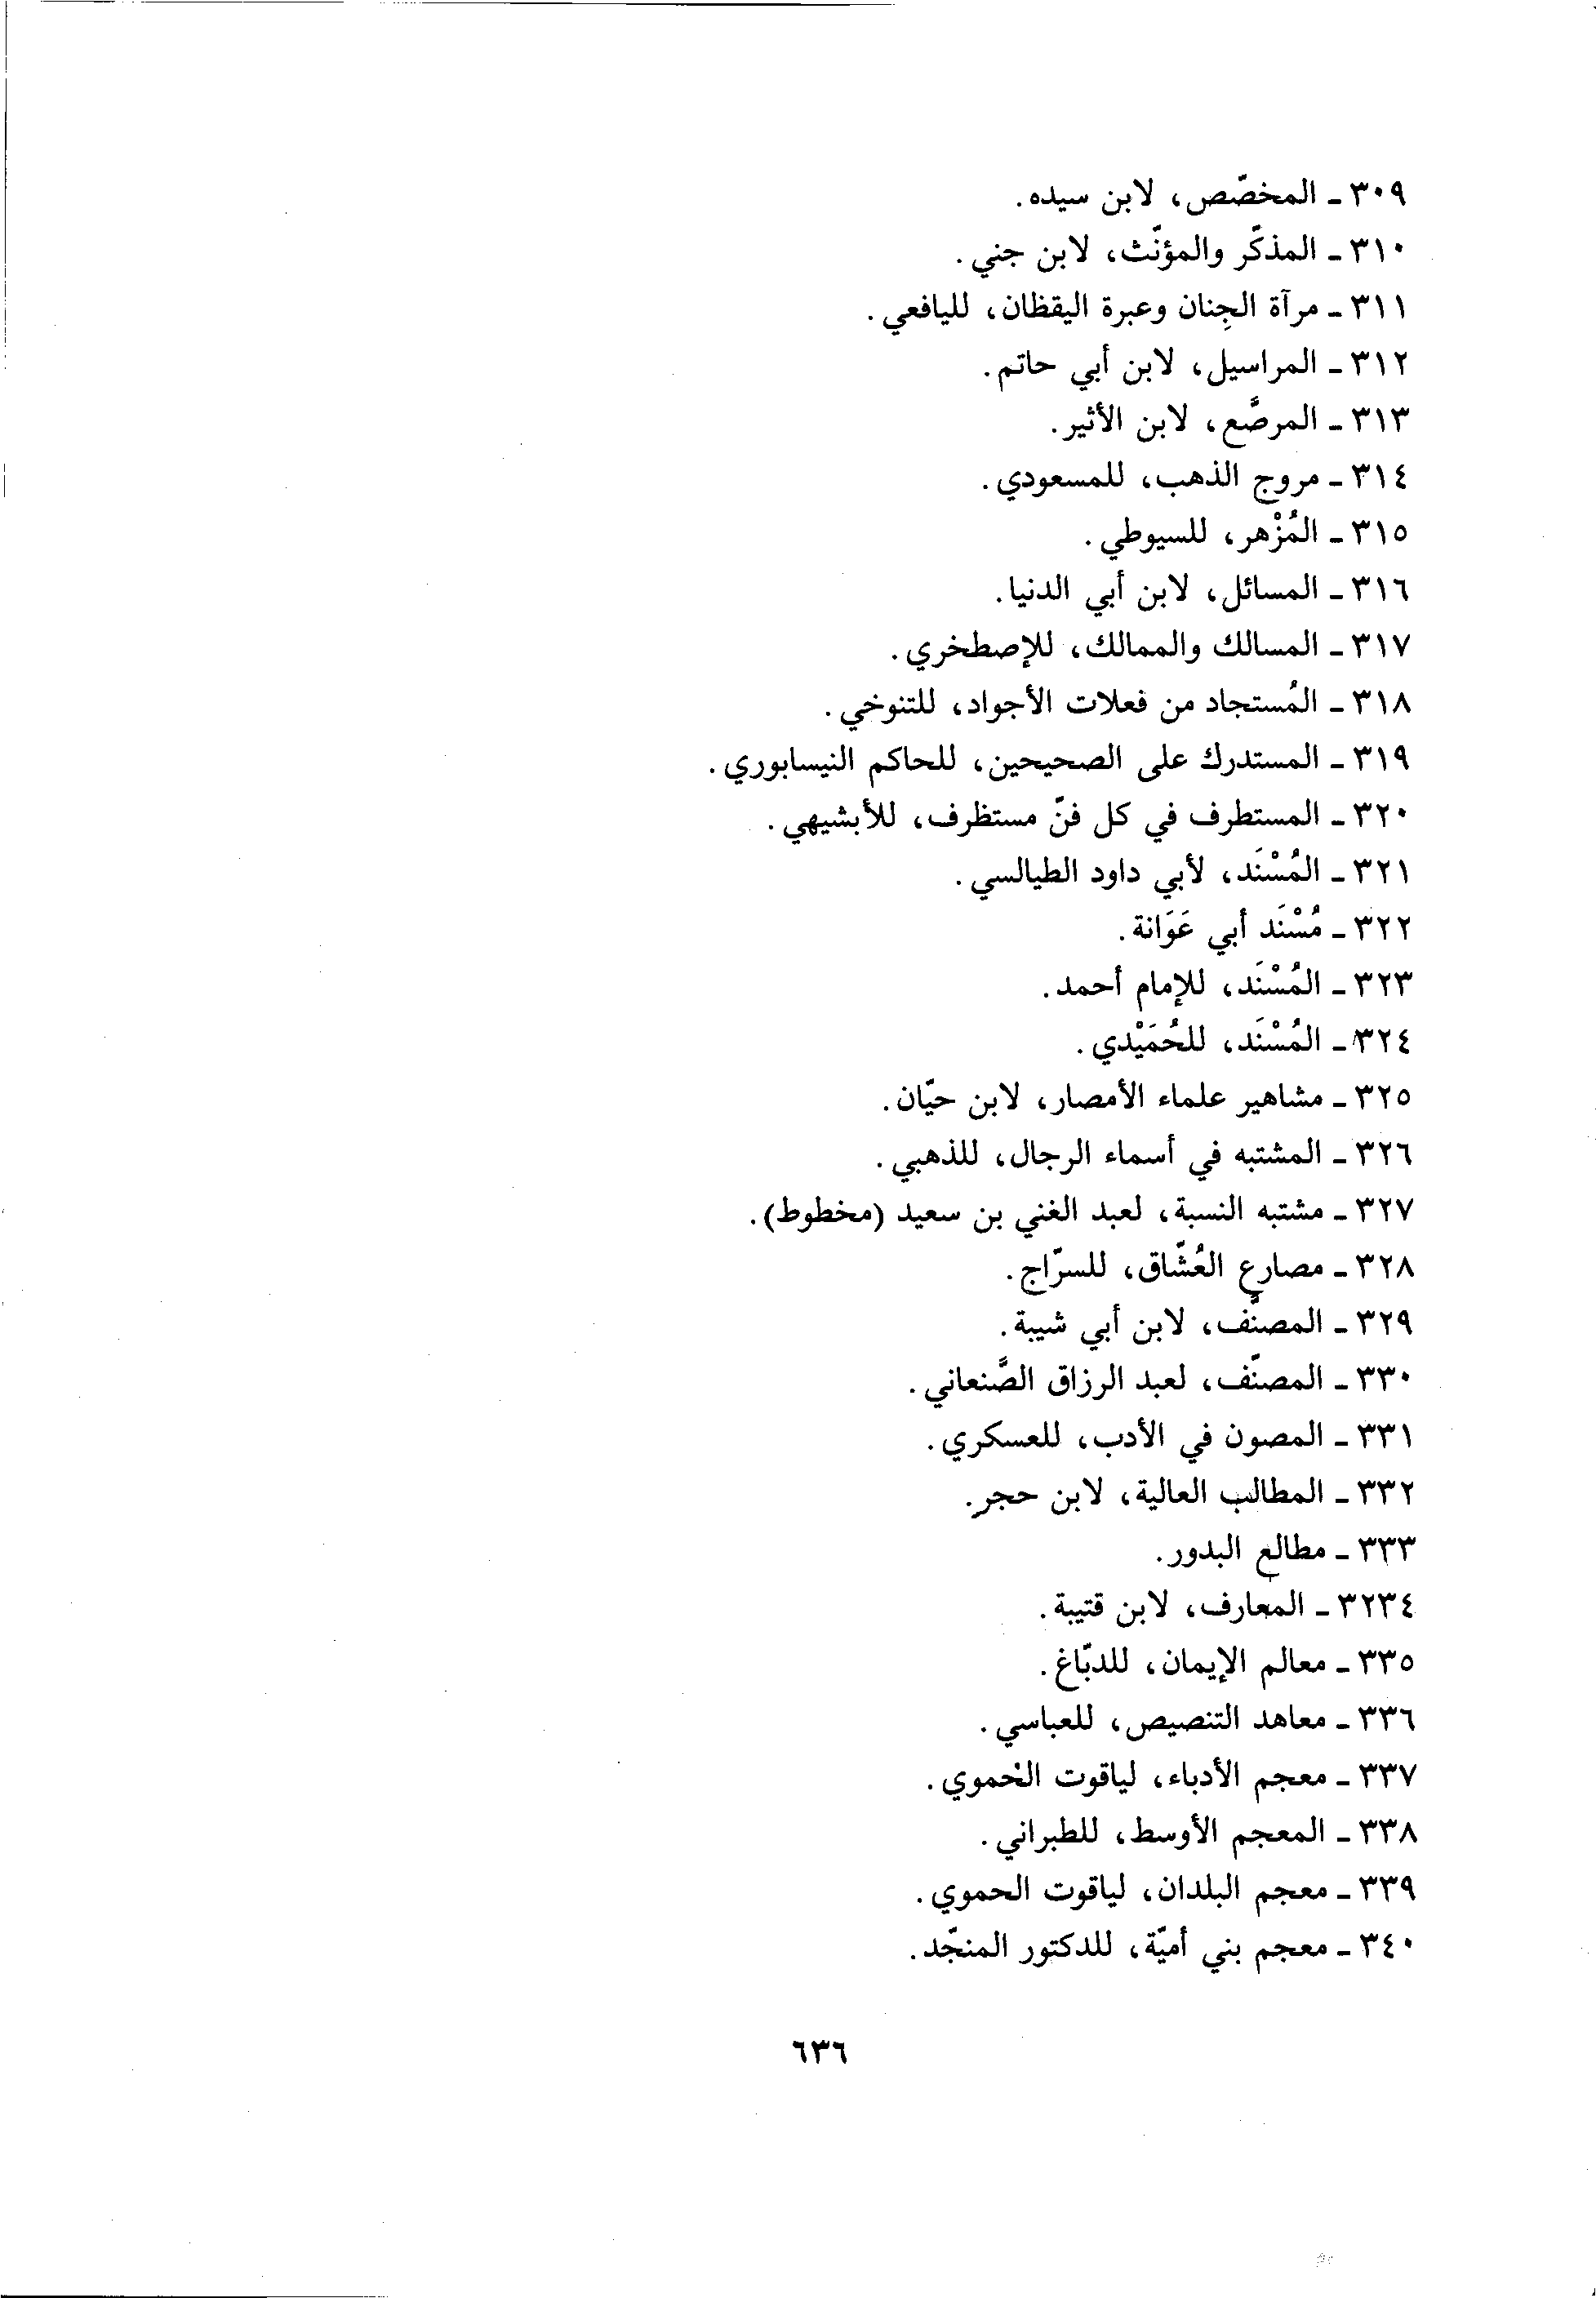 ٣٠٩ - المخصّص، لابن سيده.
٣١٠ - المذكّر والمؤنّث، لابن جني.
٣١١ - مرآة الجِنان وعبرة اليقظان، لليافعي.
٣١٢ - المراسيل، لابن أبي حاتم.
٣١٣ - المرصَّع، لابن الأثير.
٣١٤ - مروج الذهب، للمسعودي.
٣١٥ - المُزْهر، للسيوطي.
٣١٦ - المسائل، لابن أبي الدنيا.
٣١٧ - المسالك والممالك، للإصطخري.
٣١٨ - المُستجاد من فعلات الأجواد، للتنوخي.
٣١٩ - المستدرك على الصحيحين، للحاكم النيسابوري.
٣٢٠ - المستطرف في كل فنّ مستظرف، للأبشيهي.
٣٢١ - المُسْنَد، لأبي داود الطيالسي.
٣٢٢ - مُسْنَد أبي عَوَانة.
٣٢٣ - المُسْنَد، للإمام أحمد.
٣٢٤ - المُسْنَد، للحُمَيْدي.
٣٢٥ - مشاهير علماء الأمصار، لابن حيّان.
٣٢٦ - المشتبه في أسماء الرجال، للذهبي.
٣٢٧ - مشتبه النسبة، لعبد الغني بن سعيد (مخطوط).
٣٢٨ - مصارع العُشّاق، للسرّاج.
٣٢٩ - المصنَّف، لابن أبي شيبة.
٣٣٠ - المصنّف، لعبد الرزاق الصَّنعاني.
٣٣١ - المصون في الأدب، للعسكري.
٣٣٢ - المطالب العالية، لابن حجر.
٣٣٣ - مطالع البدور.
٣٢٣٤ - المعارف، لابن قتيبة.
٣٣٥ - معالم الإيمان، للدبّاغ.
٣٣٦ - معاهد التنصيص، للعباسي.
٣٣٧ - معجم الأدباء، لياقوت الحموي.
٣٣٨ - المعجم الأوسط، للطبراني.
٣٣٩ - معجم البلدان، لياقوت الحموي.
٣٤٠ - معجم بني أميّة، للدكتور المنجّد.
٦٣٦